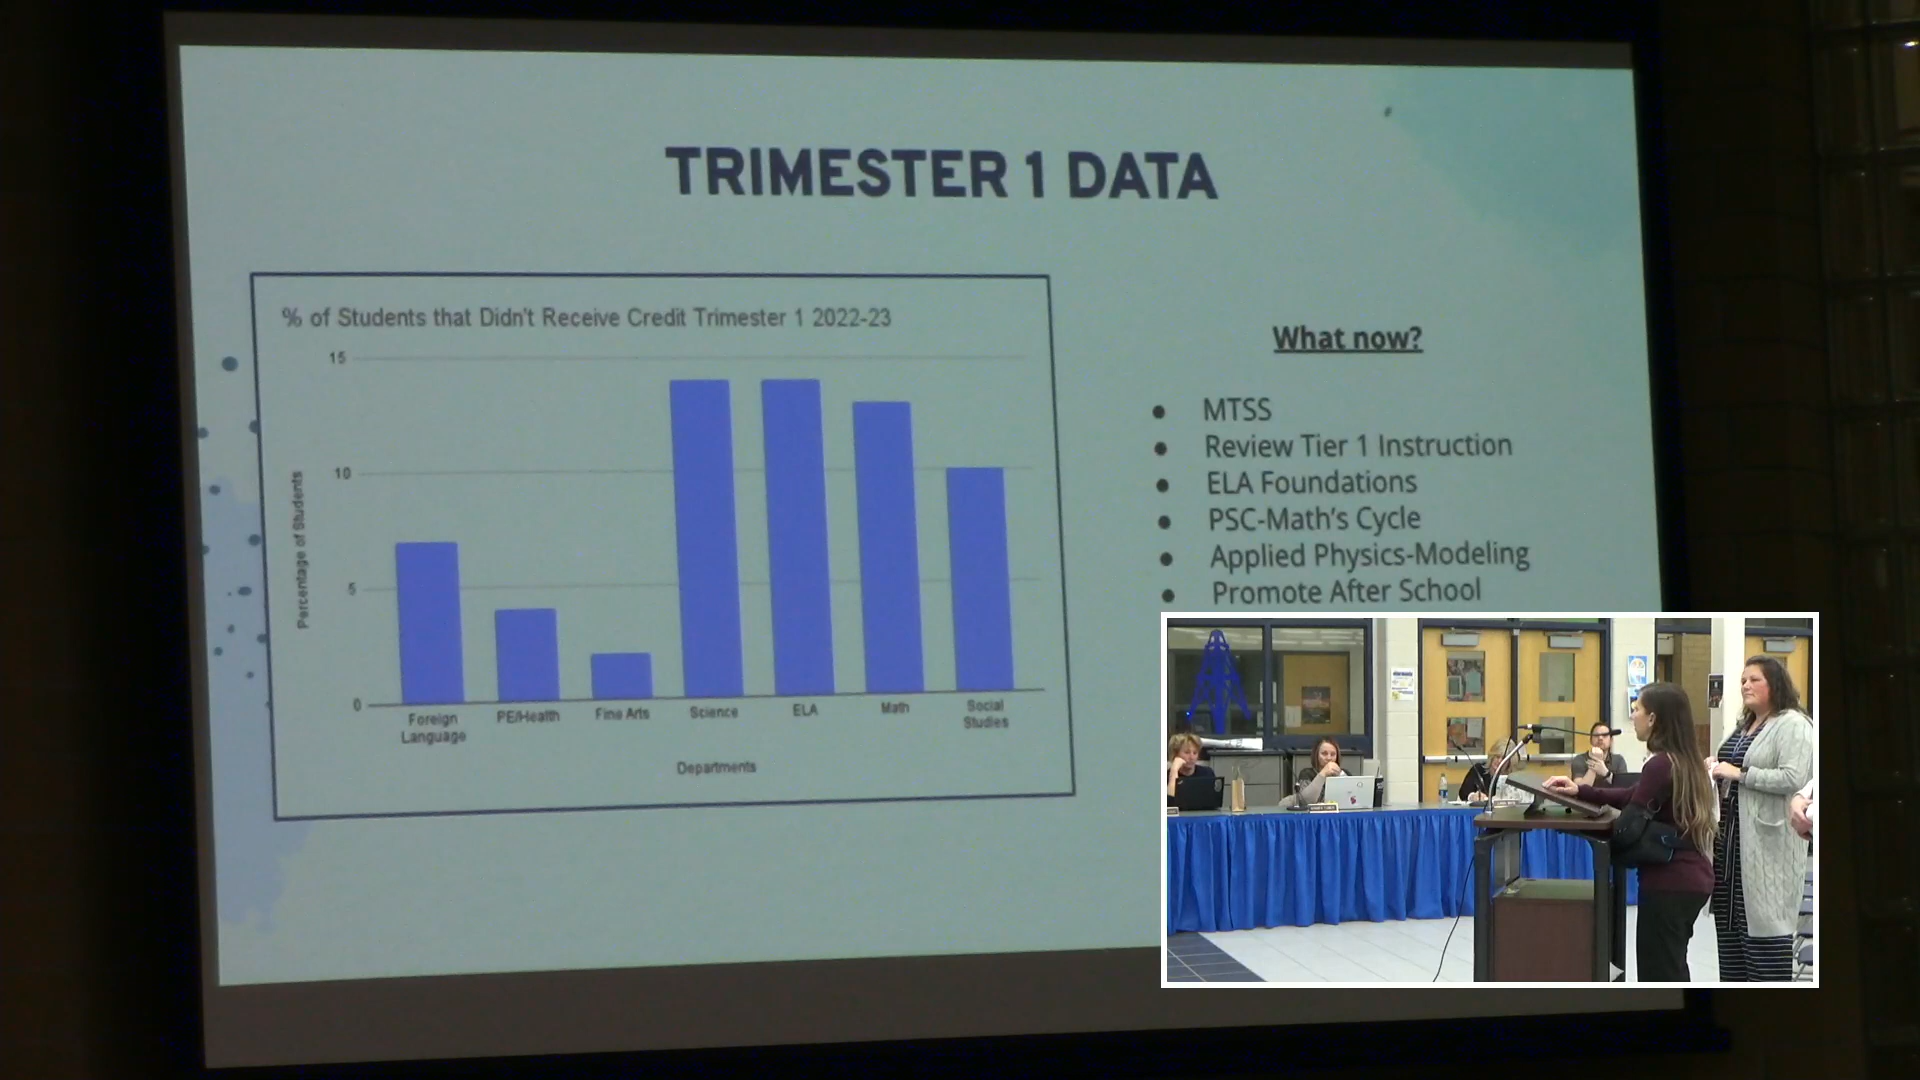 TRIMESTER 1 DATA
% of Students that Didn't Receive Credit Trimester 1 2022-23
15
10
5
0
Percentage of Students
Foreign
Language
PE/Health
Fine Arts
Science
ELA
Math
Social
Studies
Departments
What now?
• MTSS
• Review Tier 1 Instruction
• ELA Foundations
• PSC-Math's Cycle
• Applied Physics-Modeling
• Promote After School